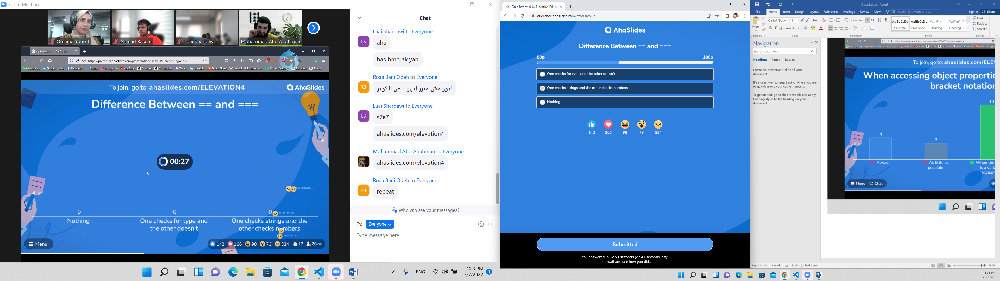 Zoom Meeting
Omama Yousef
Ahmad Basem
Luai Sharqawi
Mohammad Abd Alrahman
Quiz Review 0 - AhaSlides
https://presenter.ahaslides.com/presentation/2898919?presenting=true
WhatsApp Telegram Web Facebook Twitter Instagram YouTube Amazon Amazon.de Twitch LinkedIn SoundCloud linkedin skill assessme... Python Mastery Elevation Rawabi
To join, go to: ahaslides.com/ELEVATION4
AhaSlides
Difference Between == and ===
00:27
0 0 0
Nothing
One checks for type and
the other doesn't
One checks strings and the
other checks numbers
Noor Fatouni
Menu
142 166 98 73 334 17 20/25
Chat
Luai Sharqawi to Everyone
LS
aha
has bmdlak yah
Roaa Bani Odeh to Everyone
RB
نور مش مبرر لتهرب من الكويز!
Luai Sharqawi to Everyone
LS
s7e7
ahaslides.com/elevation4
Mohammad Abd Alrahman to Everyone
ahaslides.com/elevation4
Roaa Bani Odeh to Everyone
RB
repeat
Who can see your messages?
To: Everyone
Type message here...
ENG
1:28 PM
7/7/2022
1
Quiz Review 0 by Elevation Educa
audience.ahaslides.com/aw2r3lwkue
AhaSlides
Difference Between == and ===
50p 100p
One checks for type and the other doesn't
One checks strings and the other checks numbers
Nothing
142 166 98 73 334
Submitted
You answered in 32.53 seconds (27.47 seconds left)!
Let's wait and see how you did...
Class5.docx - Word
File Home Insert Design Layout References Mailings Review View Tell me what you want to do... Sign in Share
Paste
Calibri (Body) 11
AaBbCcDc AaBbCcDc AaBbCc AaBbCcE
¶ Normal ¶ No Spac... Heading 1 Heading 2
Find
Replace
Select
Clipboard Font Paragraph Styles Editing
Navigation
Search document
Headings Pages Results
Create an interactive outline of your
document.
It's a great way to keep track of where you are
or quickly move your content around.
To get started, go to the Home tab and apply
Heading styles to the headings in your
document.
https://presenter.ahaslides.com/presentation/2898919?presenting=true
To join, go to: ahaslides.com/ELEV
When accessing object propertie
bracket notation
4
3
10
Always
As little as
possible
When the
is a varia
(dynam
Menu Chat
Page 12 of 12 5 words English (United States) 480%
1:28 PM
7/7/2022